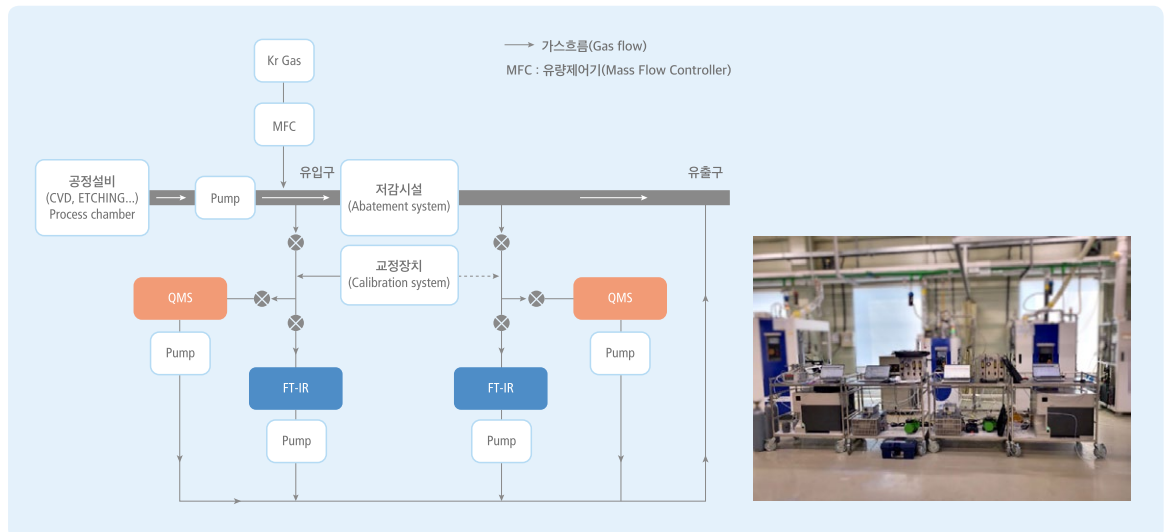 Kr Gas
→ 가스흐름(Gas flow)
MFC : 유량제어기(Mass Flow Controller)
MFC
공정설비
(CVD, ETCHING...)
Process chamber
Pump
유입구
저감시설
(Abatement system)
유출구
교정장치
(Calibration system)
QMS
QMS
Pump
Pump
FT-IR
FT-IR
Pump
Pump